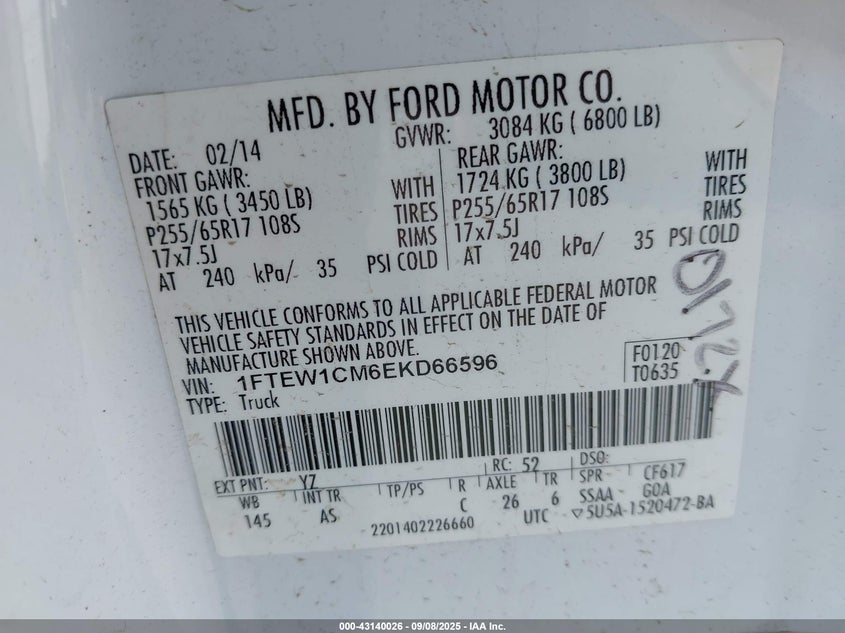 MFD. BY FORD MOTOR CO.
DATE: 02/14
GVWR: 3084 KG ( 6800 LB)
FRONT GAWR:
1565 KG ( 3450 LB) WITH
P255/65R17 108S TIRES
17x7.5J RIMS
AT 240 kPa/ 35 PSI COLD
REAR GAWR:
1724 KG ( 3800 LB) WITH
P255/65R17 108S TIRES
17x7.5J RIMS
AT 240 kPa/ 35 PSI COLD
THIS VEHICLE CONFORMS TO ALL APPLICABLE FEDERAL MOTOR
VEHICLE SAFETY STANDARDS IN EFFECT ON THE DATE OF
MANUFACTURE SHOWN ABOVE.
VIN: 1FTEW1CM6EKD66596
TYPE: Truck
F0120
T0635
EXT PNT: YZ RC: 52 DSO:
WB INT TR TP/PS R AXLE TR SPR CF617
145 AS C 26 6 SSAA GOA
2201402226660 UTC ▽5U5A-1520472-BA
000-43140026 - 09/08/2025 - IAA Inc.